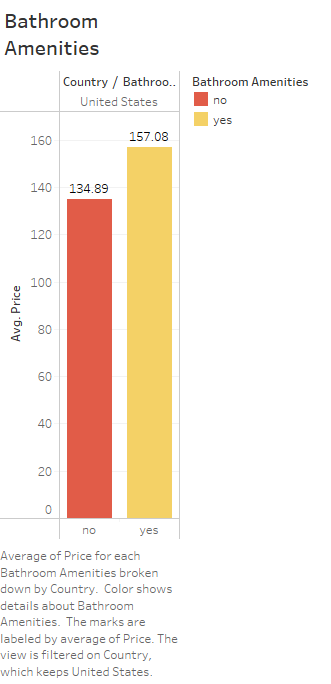 Bathroom
Amenities
Country / Bathroo..
United States
Bathroom Amenities
no
yes
160
140
120
100
80
60
40
20
0
Avg. Price
134.89
157.08
no
yes
Average of Price for each
Bathroom Amenities broken
down by Country.  Color shows
details about Bathroom
Amenities.  The marks are
labeled by average of Price. The
view is filtered on Country,
which keeps United States.